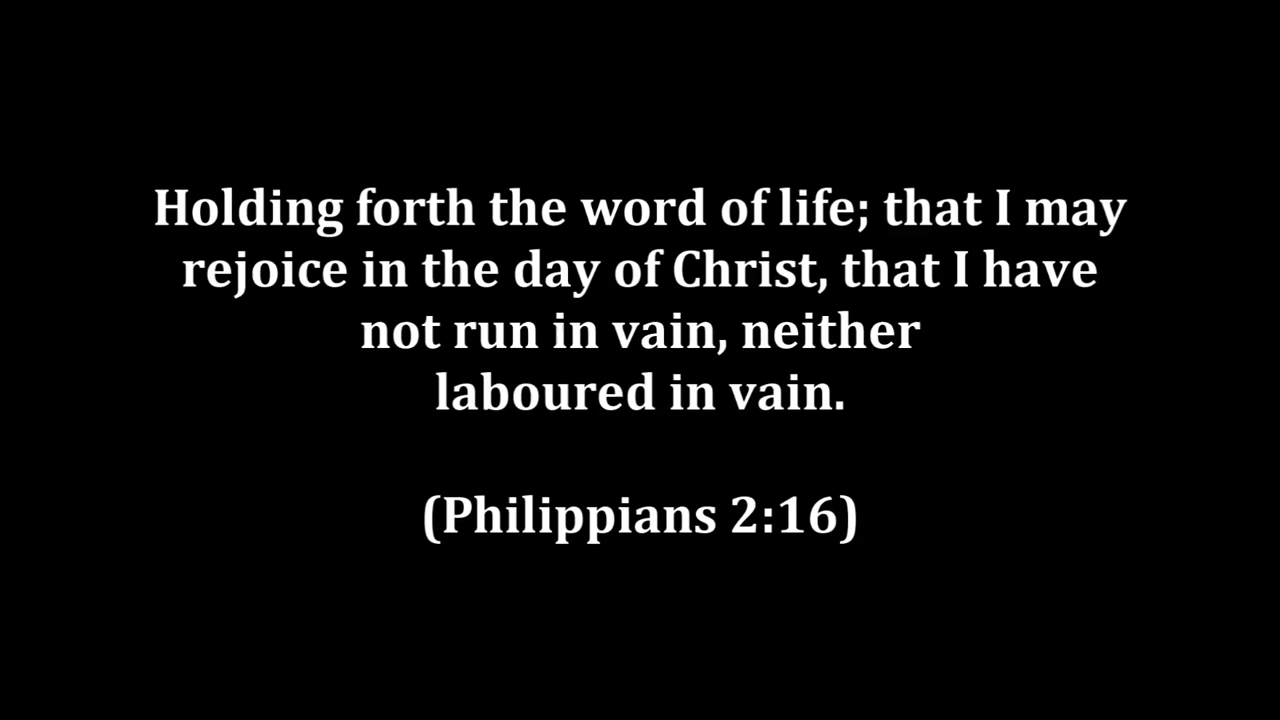 Holding forth the word of life; that I may
rejoice in the day of Christ, that I have
not run in vain, neither
laboured in vain.
(Philippians 2:16)